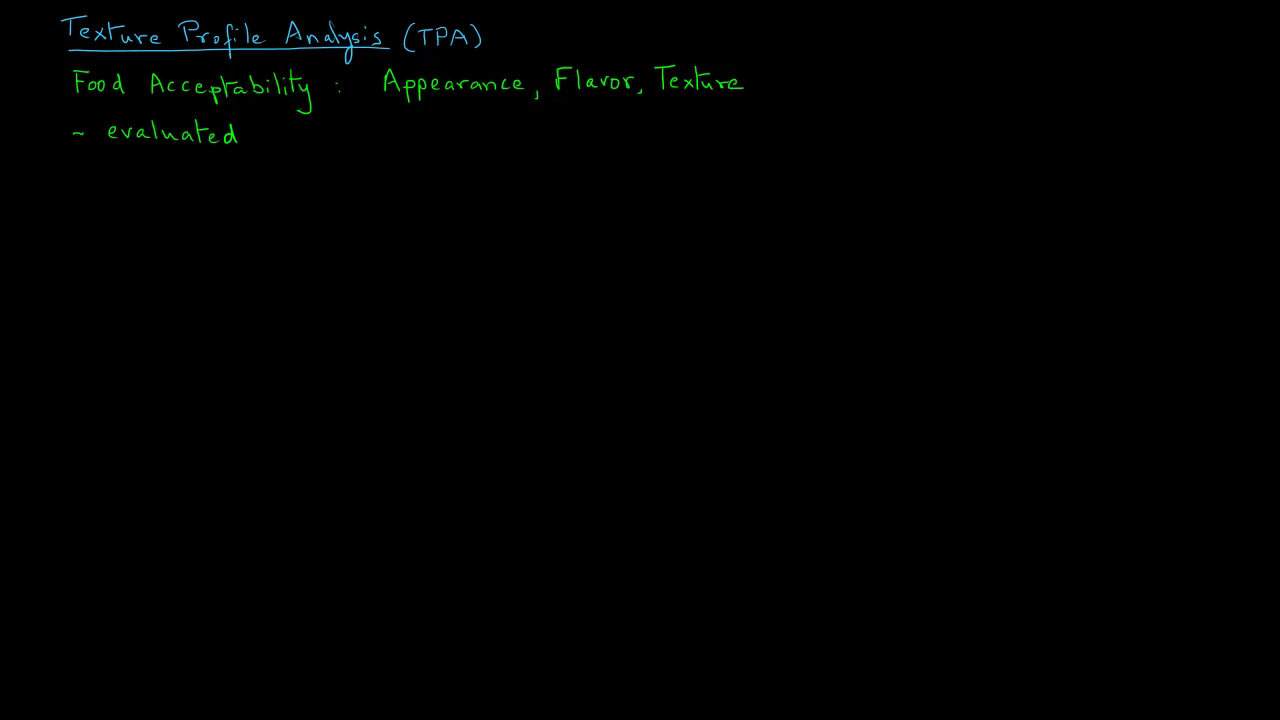 Texture Profile Analysis (TPA)
Food Acceptability : Appearance, Flavor, Texture
~ evaluated